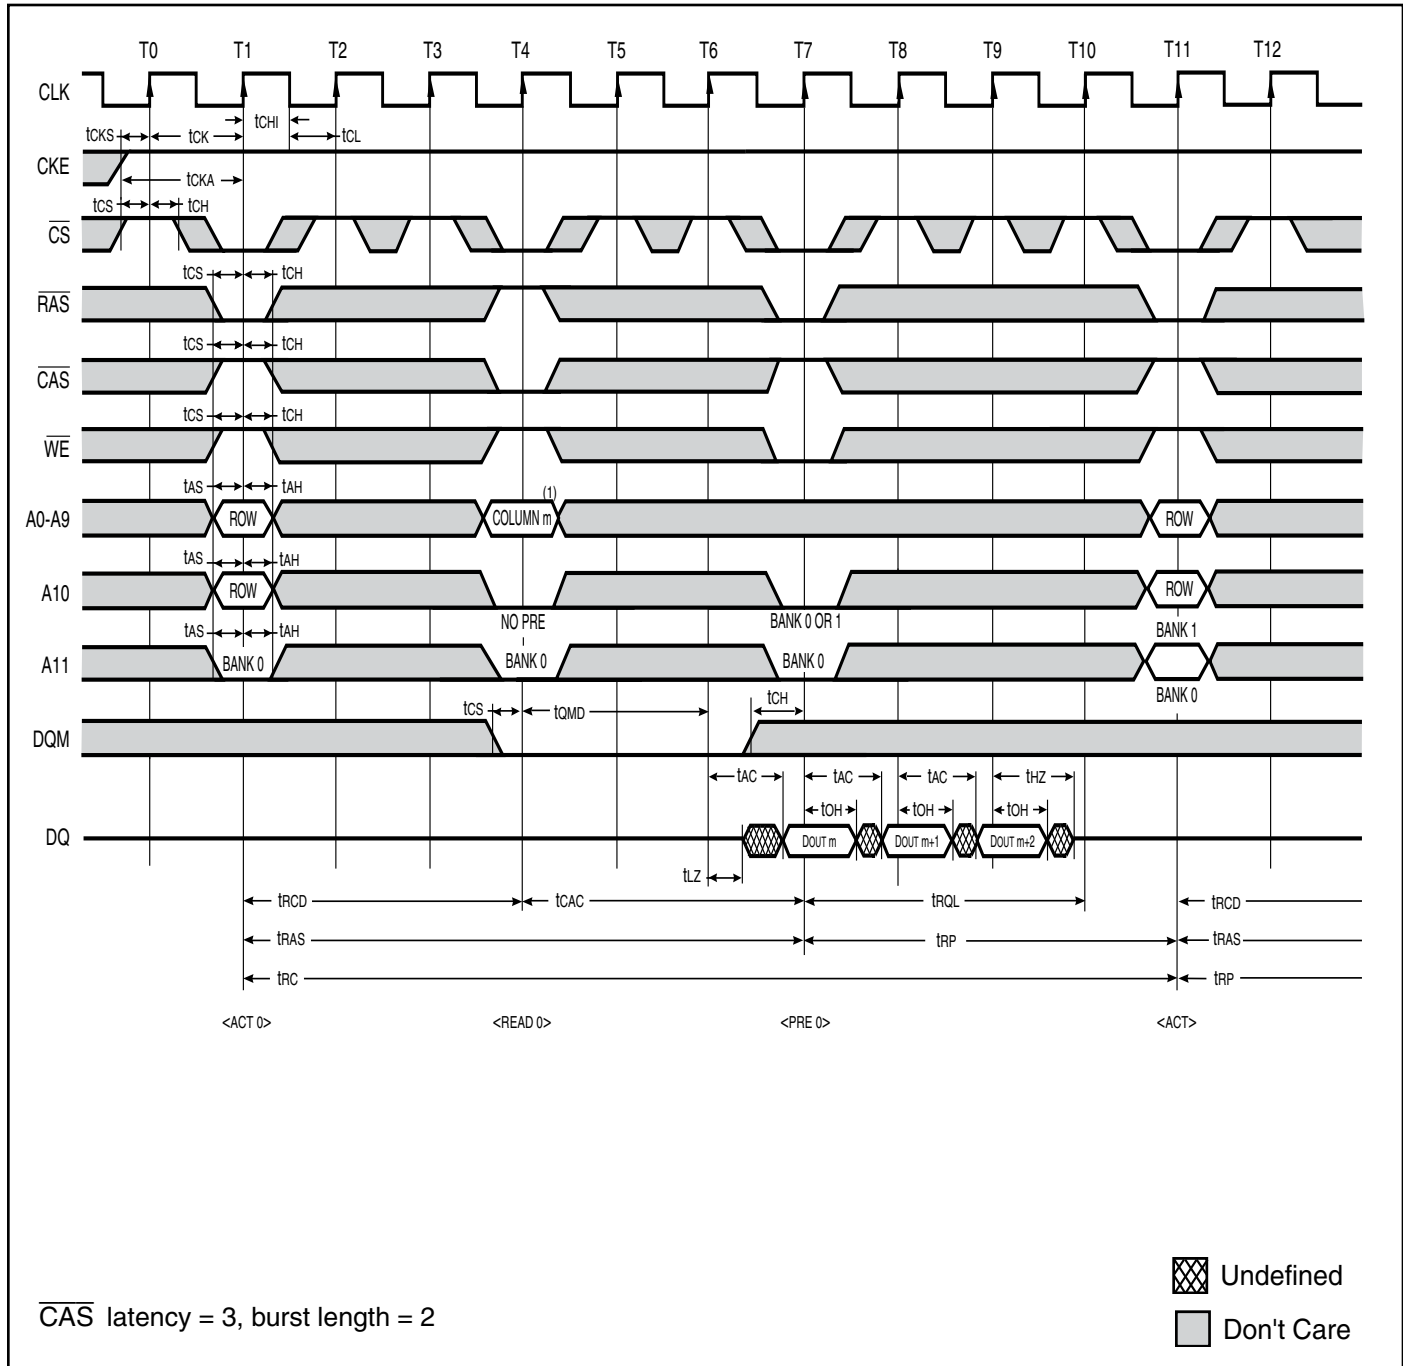 T0 T1 T2 T3 T4 T5 T6 T7 T8 T9 T10 T11 T12
CLK
tCHI
tCKS tCK tCL
CKE
tCKA
tCS tCH
CS
tCS tCH
RAS
tCS tCH
CAS
tCS tCH
WE
tAS tAH
(1)
A0-A9 ROW COLUMN m ROW
tAS tAH
A10 ROW ROW
NO PRE BANK 0 OR 1 BANK 1
tAS tAH
A11 BANK 0 BANK 0 BANK 0
BANK 0
tCS tQMD tCH
DQM
tAC tAC tAC tHZ
tOH tOH tOH
DQ DOUT m DOUT m+1 DOUT m+2
tLZ
tRCD tCAC tRQL tRCD
tRAS tRP tRAS
tRC tRP
<ACT 0> <READ 0> <PRE 0> <ACT>
Undefined
CAS latency = 3, burst length = 2
Don't Care